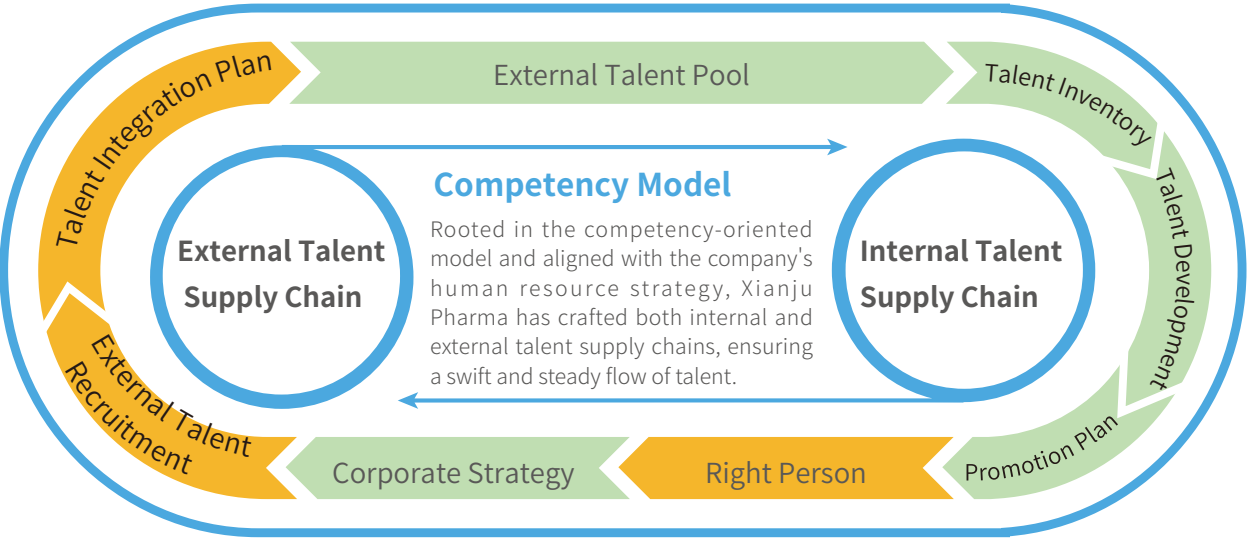 Talent Integration Plan
External Talent Pool
Talent Inventory
Talent Development
Promotion Plan
Right Person
Corporate Strategy
External Talent
Recruitment
External Talent
Supply Chain
Competency Model
Rooted in the competency-oriented
model and aligned with the company's
human resource strategy, Xianju
Pharma has crafted both internal and
external talent supply chains, ensuring
a swift and steady flow of talent.
Internal Talent
Supply Chain